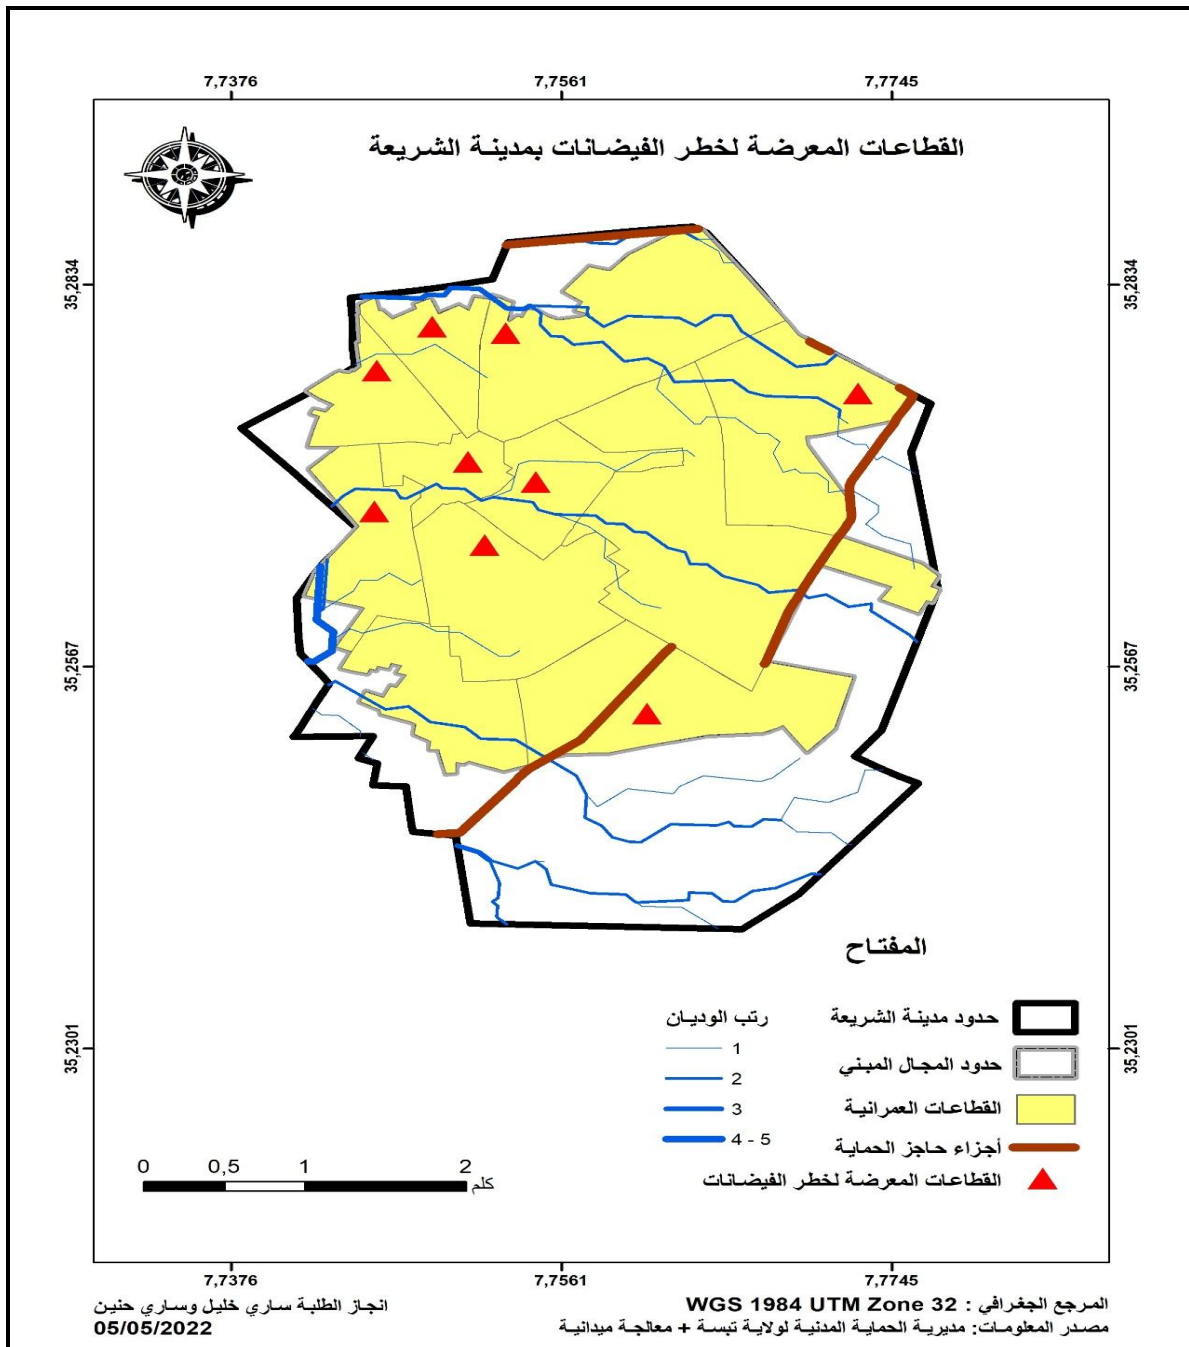 7,7376 7,7561 7,7745
القطاعات المعرضة لخطر الفيضانات بمدينة الشريعة
35,2834 35,2834
35,2567 35,2567
35,2301 35,2301
المفتاح
حدود مدينة الشريعة
حدود المجال المبني
القطاعات العمرانية
أجزاء حاجز الحماية
القطاعات المعرضة لخطر الفيضانات
رتب الوديان
1
2
3
4 - 5
0 0,5 1 2
كلم
7,7376 7,7561 7,7745
المرجع الجغرافي : WGS 1984 UTM Zone 32
مصدر المعلومات: مديرية الحماية المدنية لولاية تبسة + معالجة ميدانية
انجاز الطلبة ساري خليل وساري حنين
05/05/2022